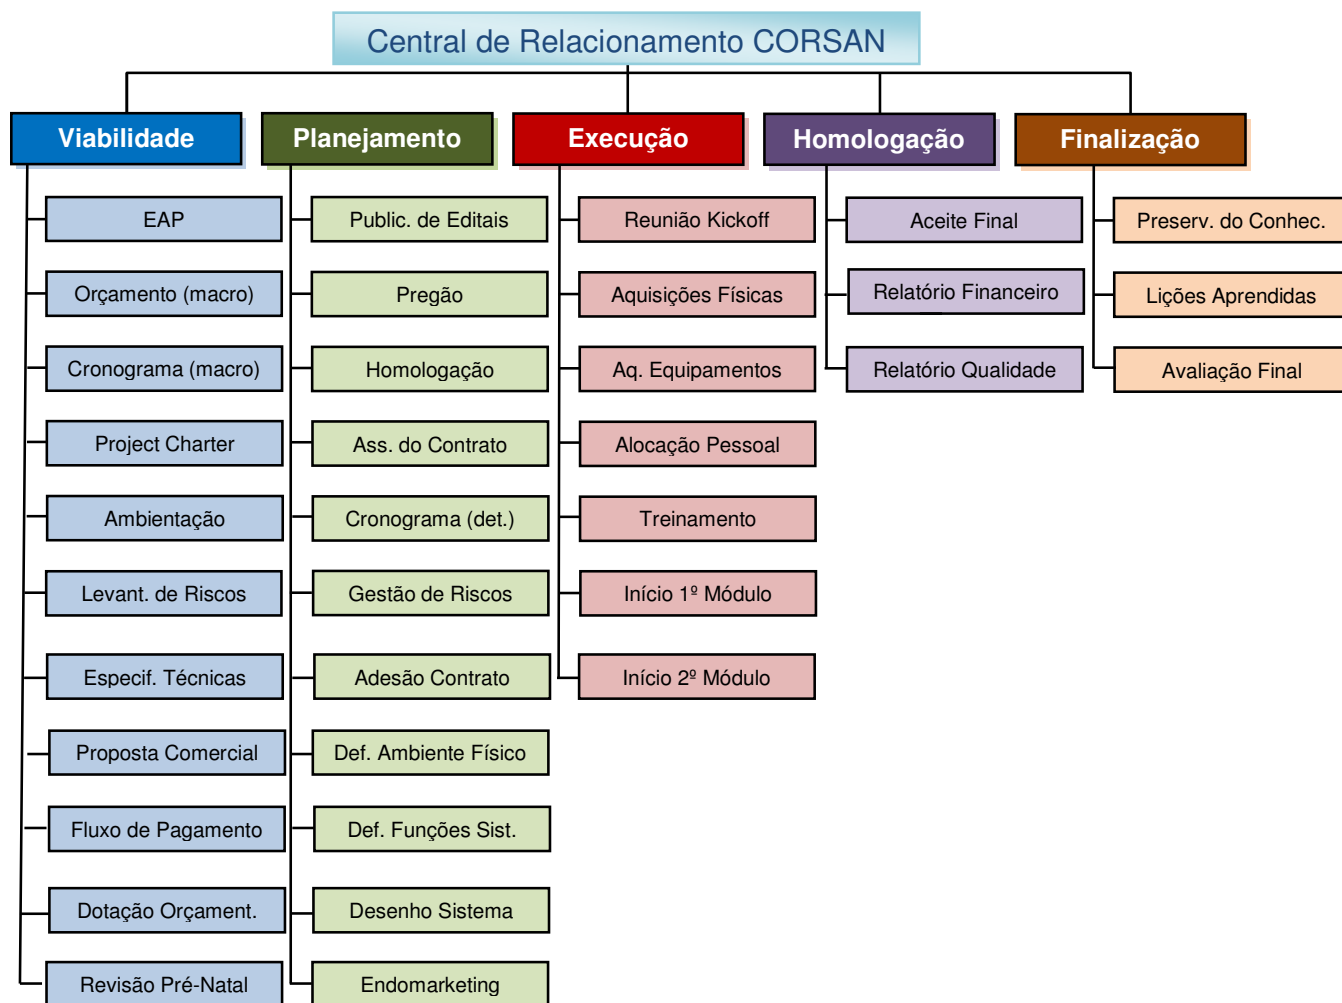 Central de Relacionamento CORSAN
Viabilidade
EAP
Orçamento (macro)
Cronograma (macro)
Project Charter
Ambientação
Levant. de Riscos
Especif. Técnicas
Proposta Comercial
Fluxo de Pagamento
Dotação Orçament.
Revisão Pré-Natal
Planejamento
Public. de Editais
Pregão
Homologação
Ass. do Contrato
Cronograma (det.)
Gestão de Riscos
Adesão Contrato
Def. Ambiente Físico
Def. Funções Sist.
Desenho Sistema
Endomarketing
Execução
Reunião Kickoff
Aquisições Físicas
Aq. Equipamentos
Alocação Pessoal
Treinamento
Início 1º Módulo
Início 2º Módulo
Homologação
Aceite Final
Relatório Financeiro
Relatório Qualidade
Finalização
Preserv. do Conhec.
Lições Aprendidas
Avaliação Final